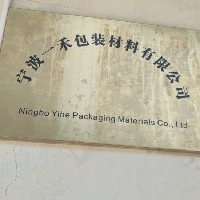 宁波一禾包装材料有限公司
Ningbo Yihe Packaging Materials Co., Ltd